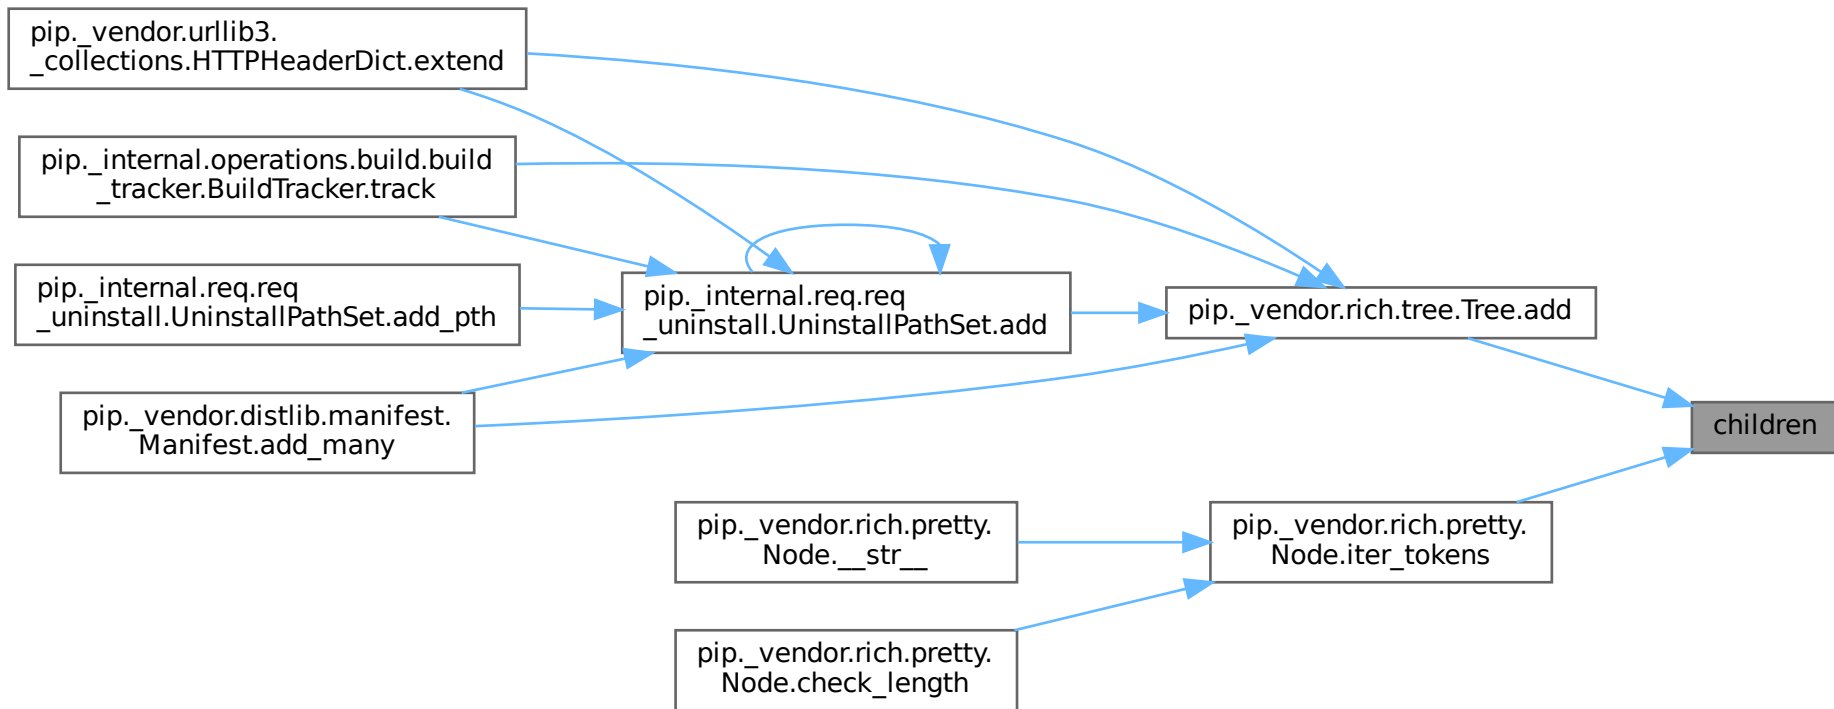 pip._vendor.urllib3.
_collections.HTTPHeaderDict.extend
pip._internal.operations.build.build
_tracker.BuildTracker.track
pip._internal.req.req
_uninstall.UninstallPathSet.add_pth
pip._internal.req.req
_uninstall.UninstallPathSet.add
pip._vendor.rich.tree.Tree.add
pip._vendor.distlib.manifest.
Manifest.add_many
children
pip._vendor.rich.pretty.
Node.__str__
pip._vendor.rich.pretty.
Node.iter_tokens
pip._vendor.rich.pretty.
Node.check_length